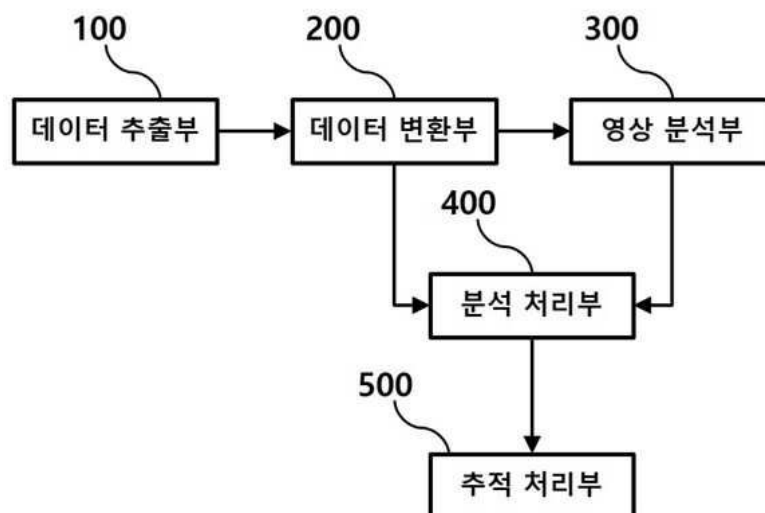 100
200
300
데이터 추출부
데이터 변환부
영상 분석부
400
분석 처리부
500
추적 처리부